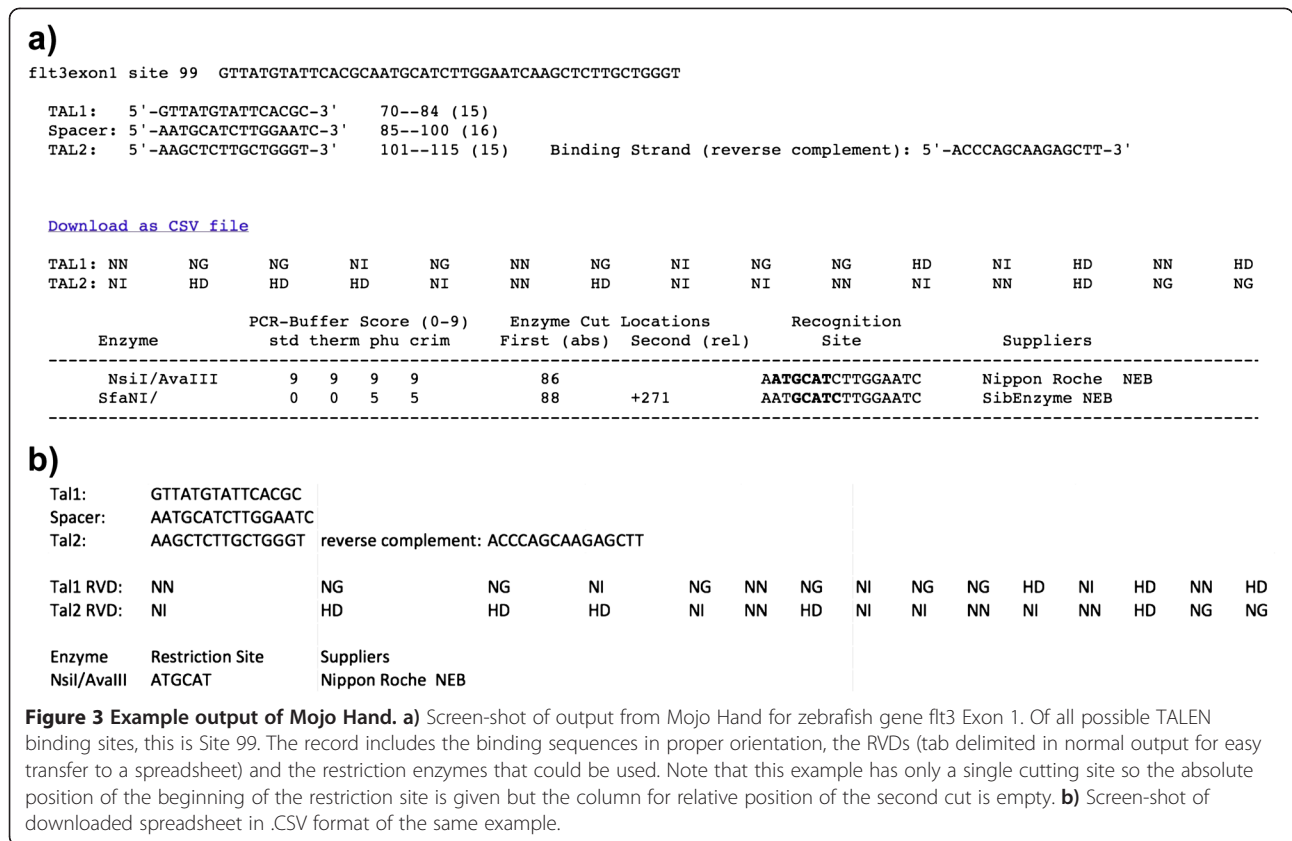 a)
flt3exon1 site 99 GTTATGTATTCACGCAATGCATCTTGGAATCAAGCTCTTGCTGGGT
TAL1: 5'-GTTATGTATTCACGC-3' 70--84 (15)
Spacer: 5'-AATGCATCTTGGAATC-3' 85--100 (16)
TAL2: 5'-AAGCTCTTGCTGGGT-3' 101--115 (15) Binding Strand (reverse complement): 5'-ACCCAGCAAGAGCTT-3'
Download as CSV file
TAL1: NN NG NG NI NG NN NG NI NG NG HD NI HD NN HD
TAL2: NI HD HD HD NI NN HD NI NI NN NI NN HD NG NG
PCR-Buffer Score (0-9) Enzyme Cut Locations Recognition
Enzyme std therm phu crim First (abs) Second (rel) Site Suppliers
NsiI/AvaIII 9 9 9 9 86 AATGCATCTTGGAATC Nippon Roche NEB
SfaNI/ 0 0 5 5 88 +271 AATGCATCTTGGAATC SibEnzyme NEB
b)
Tal1: GTTATGTATTCACGC
Spacer: AATGCATCTTGGAATC
Tal2: AAGCTCTTGCTGGGT reverse complement: ACCCAGCAAGAGCTT
Tal1 RVD: NN NG NG NI NG NN NG NI NG NG HD NI HD NN HD
Tal2 RVD: NI HD HD HD NI NN HD NI NI NN NI NN HD NG NG
Enzyme Restriction Site Suppliers
NsiI/AvaIII ATGCAT Nippon Roche NEB
Figure 3 Example output of Mojo Hand. a) Screen-shot of output from Mojo Hand for zebrafish gene flt3 Exon 1. Of all possible TALEN
binding sites, this is Site 99. The record includes the binding sequences in proper orientation, the RVDs (tab delimited in normal output for easy
transfer to a spreadsheet) and the restriction enzymes that could be used. Note that this example has only a single cutting site so the absolute
position of the beginning of the restriction site is given but the column for relative position of the second cut is empty. b) Screen-shot of
downloaded spreadsheet in .CSV format of the same example.